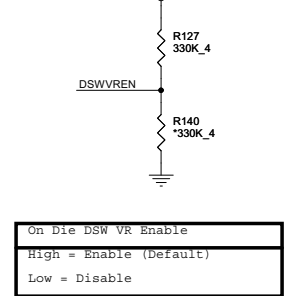 R127
330K_4
DSWVREN
R140
*330K_4
On Die DSW VR Enable
High = Enable (Default)
Low = Disable